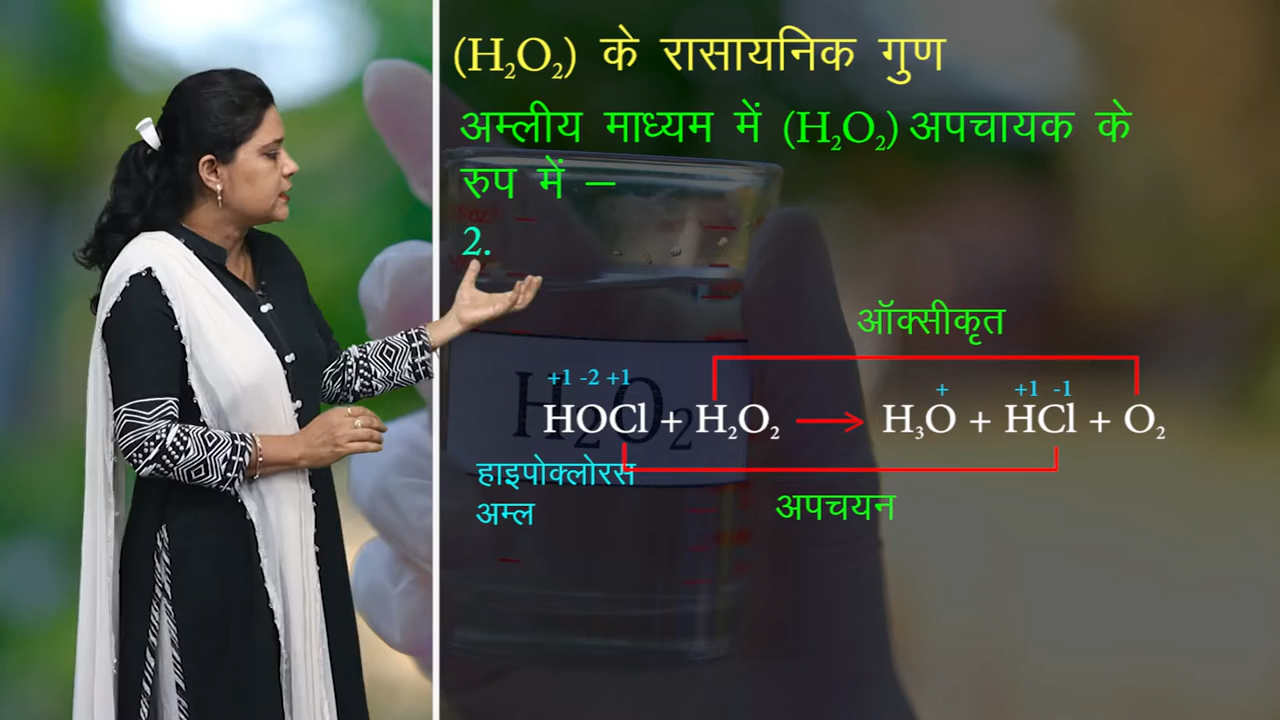 (H₂O₂) के रासायनिक गुण
अम्लीय माध्यम में (H₂O₂) अपचायक के
रुप में –
2.
ऑक्सीकृत
+1 -2 +1 + +1 -1
HOCl + H₂O₂ → H₃O + HCl + O₂
हाइपोक्लोरस
अम्ल
अपचयन
H₂O₂